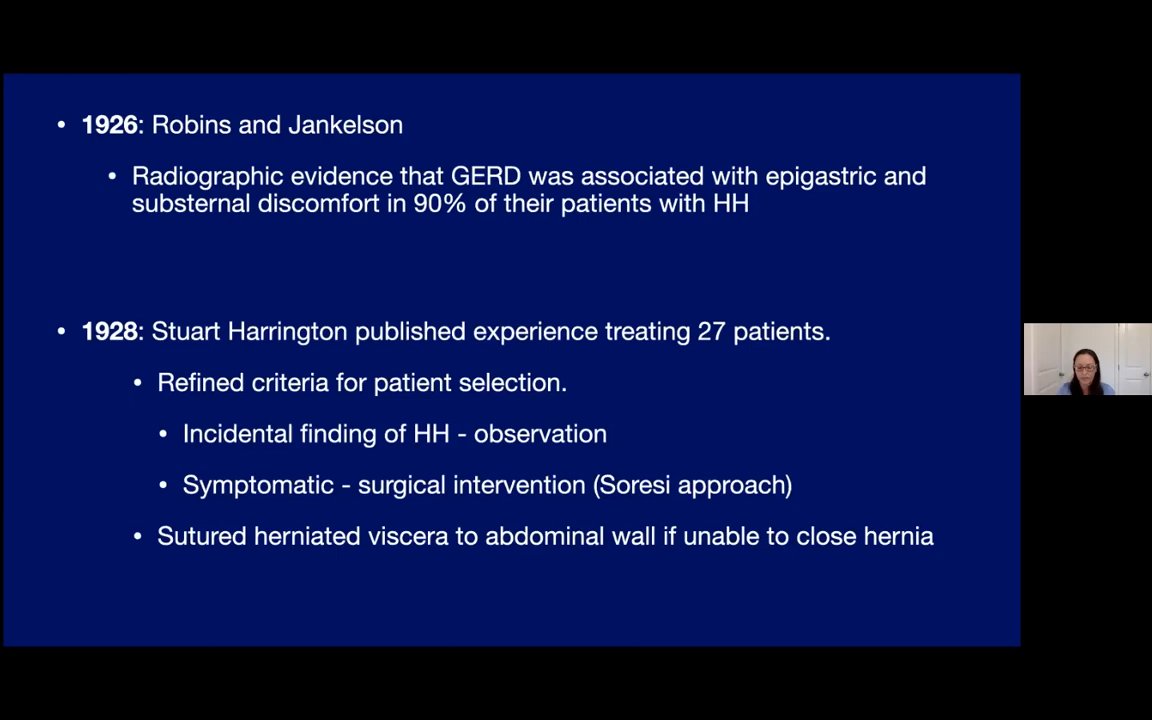 • 1926: Robins and Jankelson
• Radiographic evidence that GERD was associated with epigastric and
substernal discomfort in 90% of their patients with HH
• 1928: Stuart Harrington published experience treating 27 patients.
• Refined criteria for patient selection.
• Incidental finding of HH - observation
• Symptomatic - surgical intervention (Soresi approach)
• Sutured herniated viscera to abdominal wall if unable to close hernia